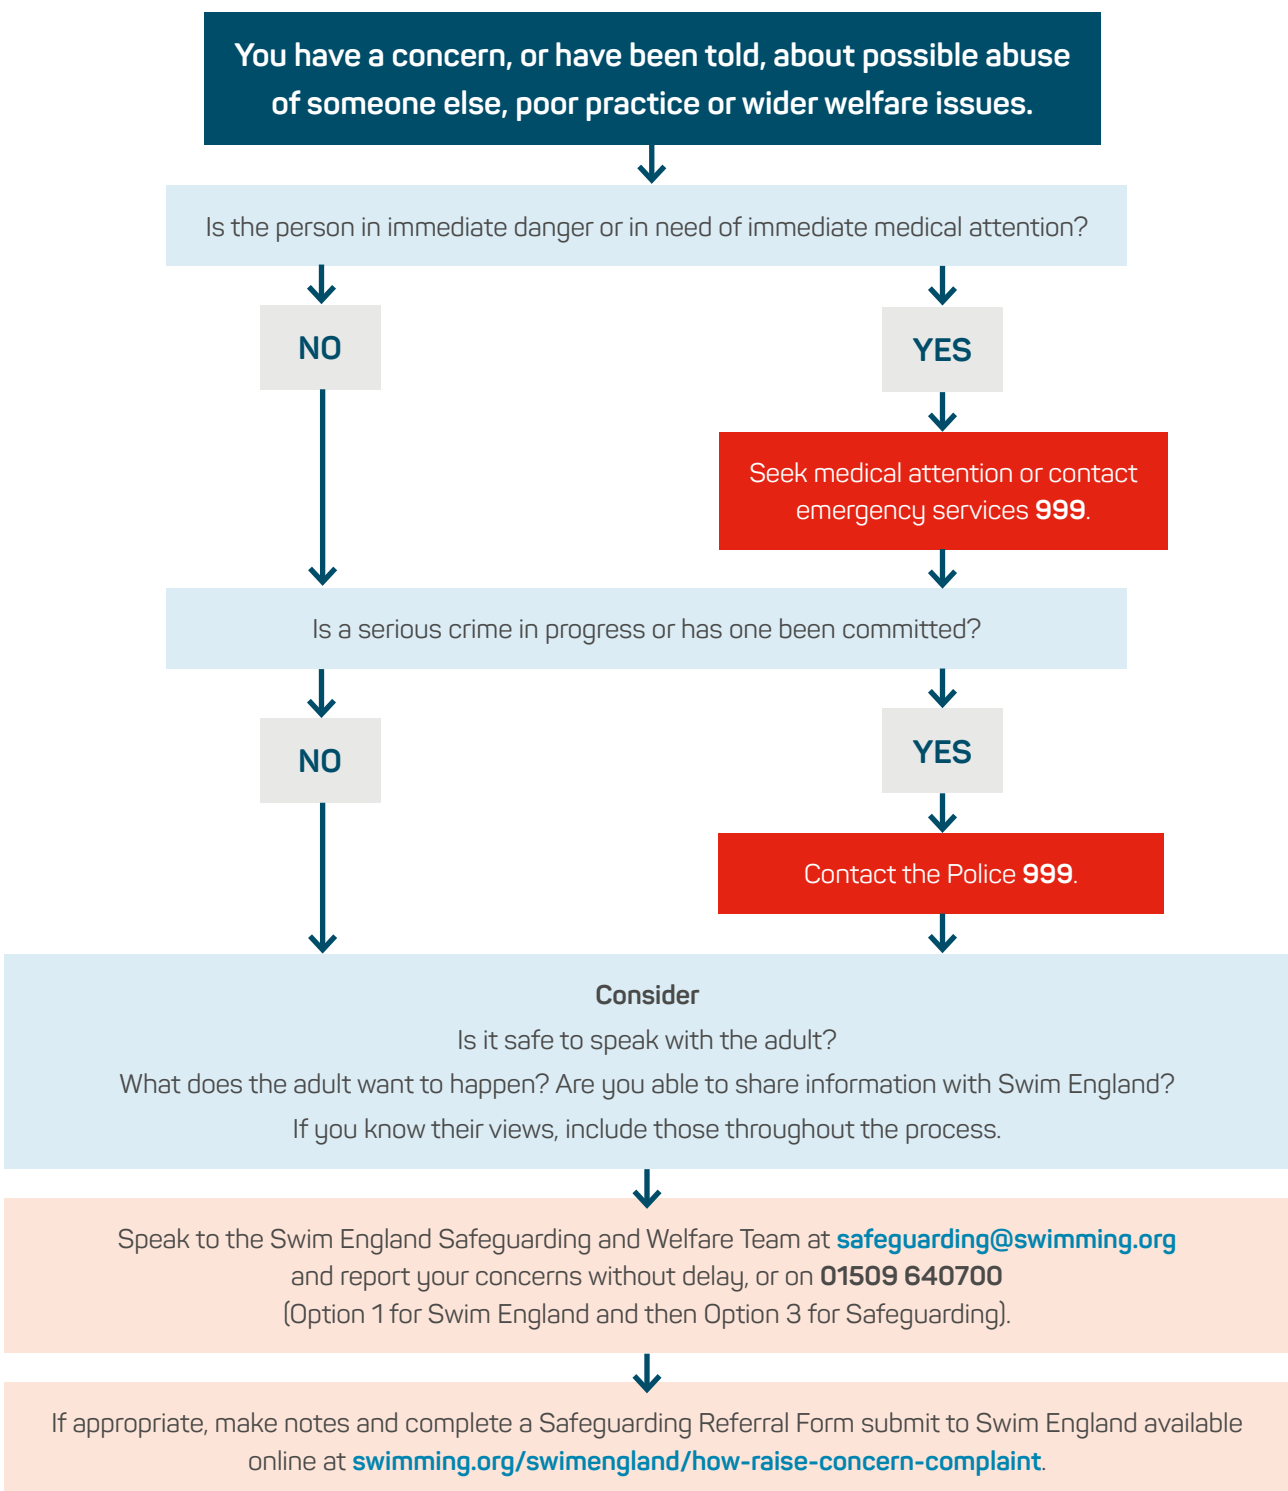 You have a concern, or have been told, about possible abuse
of someone else, poor practice or wider welfare issues.
Is the person in immediate danger or in need of immediate medical attention?
NO
YES
Seek medical attention or contact
emergency services 999.
Is a serious crime in progress or has one been committed?
NO
YES
Contact the Police 999.
Consider
Is it safe to speak with the adult?
What does the adult want to happen? Are you able to share information with Swim England?
If you know their views, include those throughout the process.
Speak to the Swim England Safeguarding and Welfare Team at safeguarding@swimming.org
and report your concerns without delay, or on 01509 640700
(Option 1 for Swim England and then Option 3 for Safeguarding).
If appropriate, make notes and complete a Safeguarding Referral Form submit to Swim England available
online at swimming.org/swimengland/how-raise-concern-complaint.